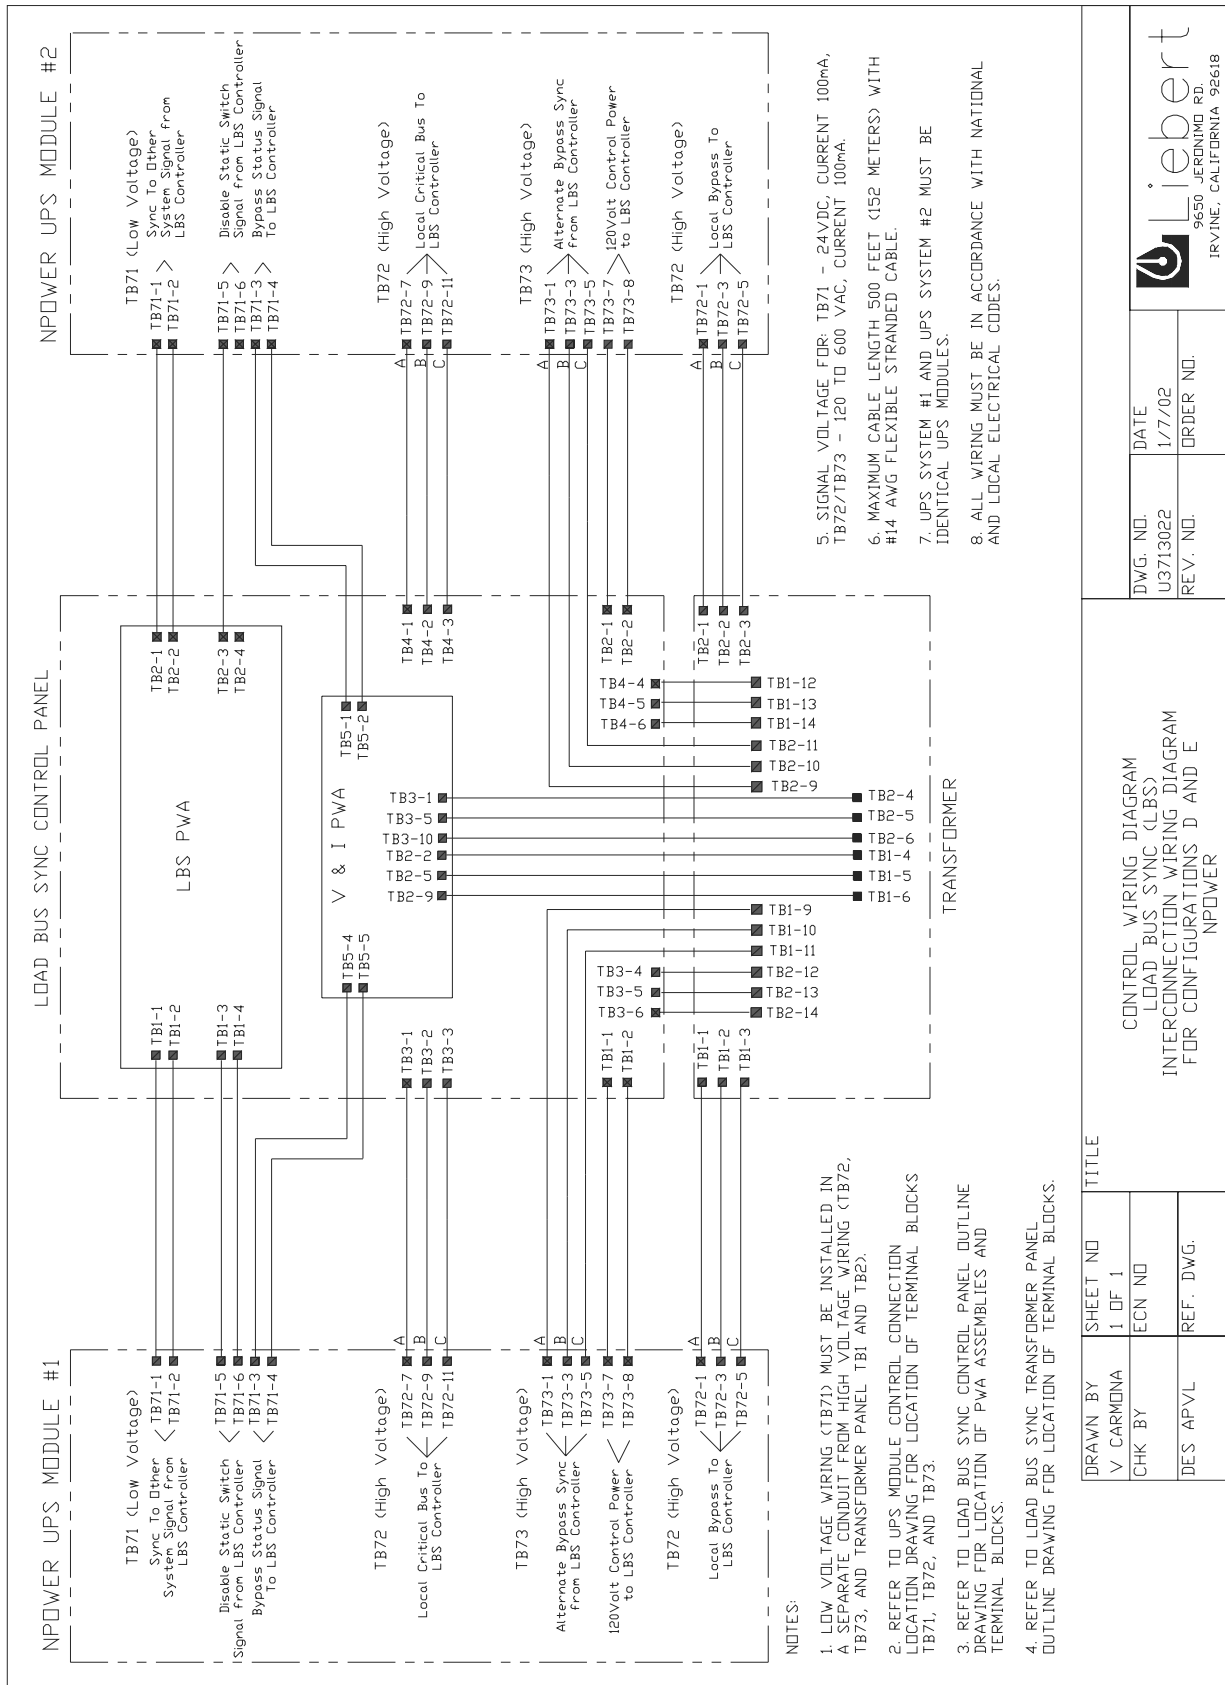 LOAD BUS SYNC CONTROL PANEL
NPOWER UPS MODULE #1
TB71 (Low Voltage)
Sync To Other
System Signal from
LBS Controller
TB71-1
TB71-2
Disable Static Switch
Signal from LBS Controller
TB71-5
TB71-6
Bypass Status Signal
To LBS Controller
TB71-3
TB71-4
TB72 (High Voltage)
Local Critical Bus To
LBS Controller
TB72-7
TB72-9
TB72-11
A
B
C
TB73 (High Voltage)
Alternate Bypass Sync
from LBS Controller
TB73-1
TB73-3
TB73-5
A
B
C
120Volt Control Power
to LBS Controller
TB73-7
TB73-8
TB72 (High Voltage)
Local Bypass To
LBS Controller
TB72-1
TB72-3
TB72-5
A
B
C
LBS PWA
TB1-1
TB1-2
TB1-3
TB1-4
TB2-1
TB2-2
TB2-3
TB2-4
V & I PWA
TB5-4
TB5-5
TB5-1
TB5-2
TB3-1
TB3-5
TB3-10
TB2-2
TB2-5
TB2-9
TB3-1
TB3-2
TB3-3
TB4-1
TB4-2
TB4-3
TB1-1
TB1-2
TB3-4
TB3-5
TB3-6
TB4-4
TB4-5
TB4-6
TB2-1
TB2-2
TB1-1
TB1-2
TB1-3
TB2-14
TB2-13
TB2-12
TB1-11
TB1-10
TB1-9
TB1-6
TB1-5
TB1-4
TB2-6
TB2-5
TB2-4
TB2-9
TB2-10
TB2-11
TB1-14
TB1-13
TB1-12
TB2-1
TB2-2
TB2-3
TRANSFORMER
NPOWER UPS MODULE #2
TB71 (Low Voltage)
TB71-1
TB71-2
Sync To Other
System Signal from
LBS Controller
TB71-5
TB71-6
Disable Static Switch
Signal from LBS Controller
TB71-3
TB71-4
Bypass Status Signal
To LBS Controller
TB72 (High Voltage)
A
B
C
TB72-7
TB72-9
TB72-11
Local Critical Bus To
LBS Controller
TB73 (High Voltage)
A
B
C
TB73-1
TB73-3
TB73-5
Alternate Bypass Sync
from LBS Controller
TB73-7
TB73-8
120Volt Control Power
to LBS Controller
TB72 (High Voltage)
A
B
C
TB72-1
TB72-3
TB72-5
Local Bypass To
LBS Controller
NOTES:
1. LOW VOLTAGE WIRING (TB71) MUST BE INSTALLED IN
A SEPARATE CONDUIT FROM HIGH VOLTAGE WIRING (TB72,
TB73, AND TRANSFORMER PANEL TB1 AND TB2).
2. REFER TO UPS MODULE CONTROL CONNECTION
LOCATION DRAWING FOR LOCATION OF TERMINAL BLOCKS
TB71, TB72, AND TB73.
3. REFER TO LOAD BUS SYNC CONTROL PANEL OUTLINE
DRAWING FOR LOCATION OF PWA ASSEMBLIES AND
TERMINAL BLOCKS.
4. REFER TO LOAD BUS SYNC TRANSFORMER PANEL
OUTLINE DRAWING FOR LOCATION OF TERMINAL BLOCKS.
5. SIGNAL VOLTAGE FOR: TB71 - 24VDC, CURRENT 100mA,
TB72/TB73 - 120 TO 600 VAC, CURRENT 100mA.
6. MAXIMUM CABLE LENGTH 500 FEET (152 METERS) WITH
#14 AWG FLEXIBLE STRANDED CABLE.
7. UPS SYSTEM #1 AND UPS SYSTEM #2 MUST BE
IDENTICAL UPS MODULES.
8. ALL WIRING MUST BE IN ACCORDANCE WITH NATIONAL
AND LOCAL ELECTRICAL CODES.
DRAWN BY
V CARMONA
CHK BY
DES APVL
SHEET NO
1 OF 1
ECN NO
REF. DWG.
TITLE
CONTROL WIRING DIAGRAM
LOAD BUS SYNC (LBS)
INTERCONNECTION WIRING DIAGRAM
FOR CONFIGURATIONS D AND E
NPOWER
DWG. NO.
U3713022
REV. NO.
DATE
1/7/02
ORDER NO.
Liebert
9650 JERONIMO RD.
IRVINE, CALIFORNIA 92618